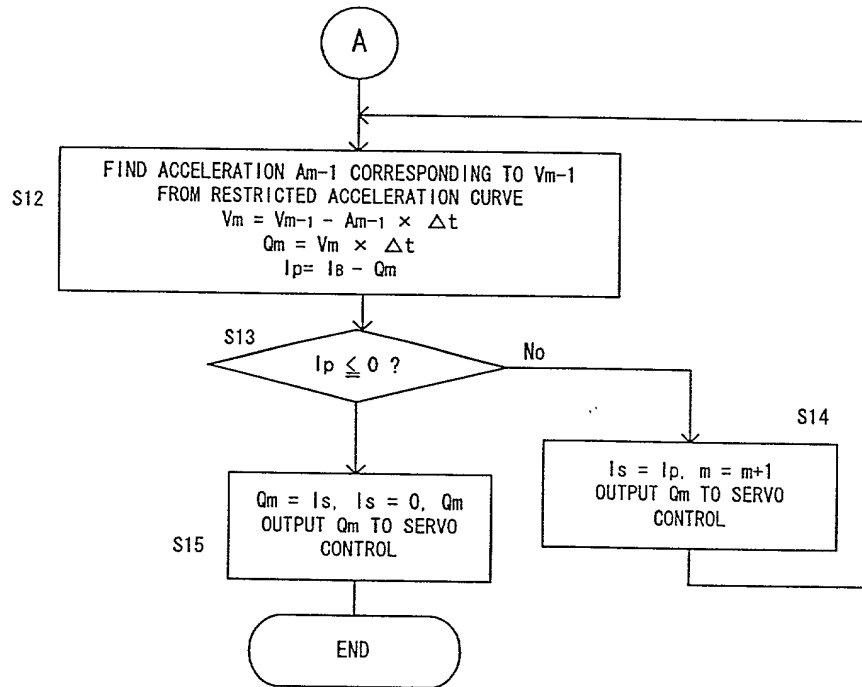 A
S12
FIND ACCELERATION Am-1 CORRESPONDING TO Vm-1
FROM RESTRICTED ACCELERATION CURVE
Vm = Vm-1 - Am-1 × △t
Qm = Vm × △t
Ip= IB - Qm
S13
Ip ≦ 0 ?
No
S14
Is = Ip, m = m+1
OUTPUT Qm TO SERVO
CONTROL
S15
Qm = Is, Is = 0, Qm
OUTPUT Qm TO SERVO
CONTROL
END